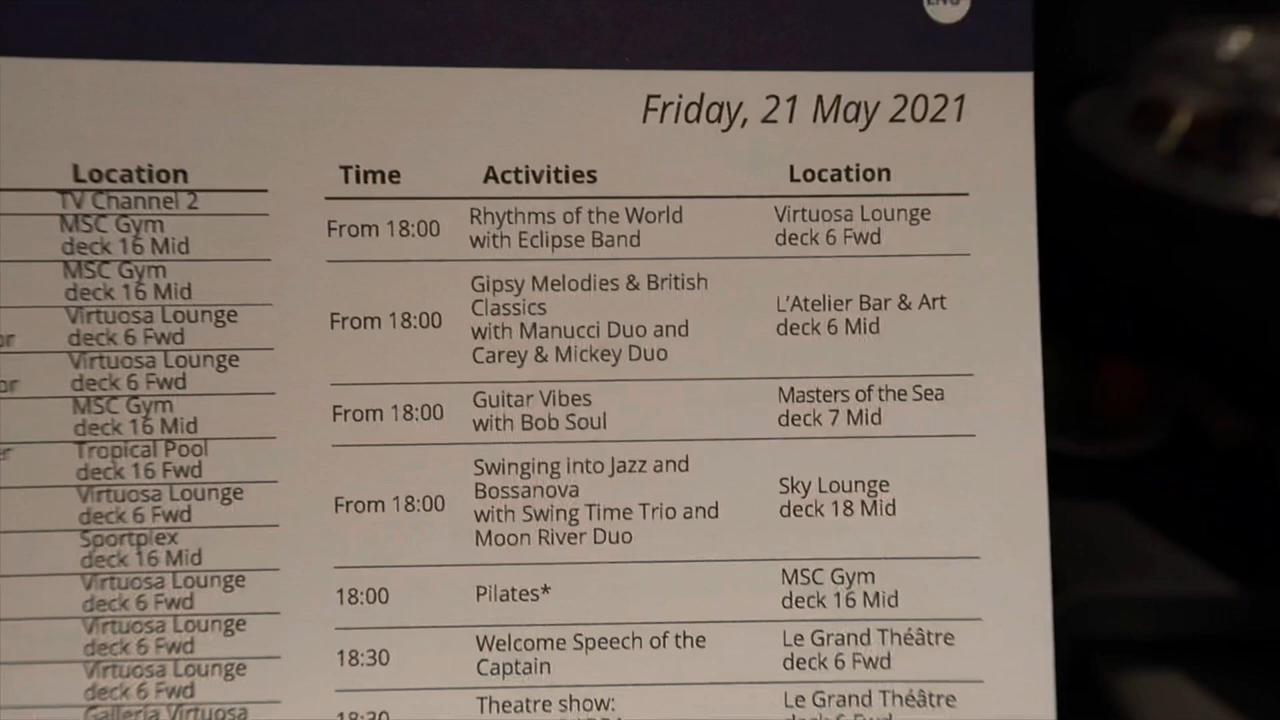 Friday, 21 May 2021
Location
TV Channel 2
MSC Gym
deck 16 Mid
MSC Gym
deck 16 Mid
Virtuosa Lounge
deck 6 Fwd
Virtuosa Lounge
deck 6 Fwd
MSC Gym
deck 16 Mid
Tropical Pool
deck 16 Fwd
Virtuosa Lounge
deck 6 Fwd
Sportplex
deck 16 Mid
Virtuosa Lounge
deck 6 Fwd
Virtuosa Lounge
deck 6 Fwd
Virtuosa Lounge
deck 6 Fwd
Galleria Virtuosa
Time Activities Location
From 18:00
Rhythms of the World
with Eclipse Band
Virtuosa Lounge
deck 6 Fwd
From 18:00
Gipsy Melodies & British
Classics
with Manucci Duo and
Carey & Mickey Duo
L'Atelier Bar & Art
deck 6 Mid
From 18:00
Guitar Vibes
with Bob Soul
Masters of the Sea
deck 7 Mid
From 18:00
Swinging into Jazz and
Bossanova
with Swing Time Trio and
Moon River Duo
Sky Lounge
deck 18 Mid
18:00
Pilates*
MSC Gym
deck 16 Mid
18:30
Welcome Speech of the
Captain
Le Grand Théâtre
deck 6 Fwd
Theatre show:
Le Grand Théâtre